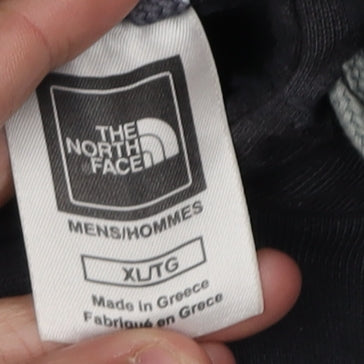 THE
NORTH
FACE
MENS/HOMMES
XL/TG
Made in Greece
Fabriqué en Grece